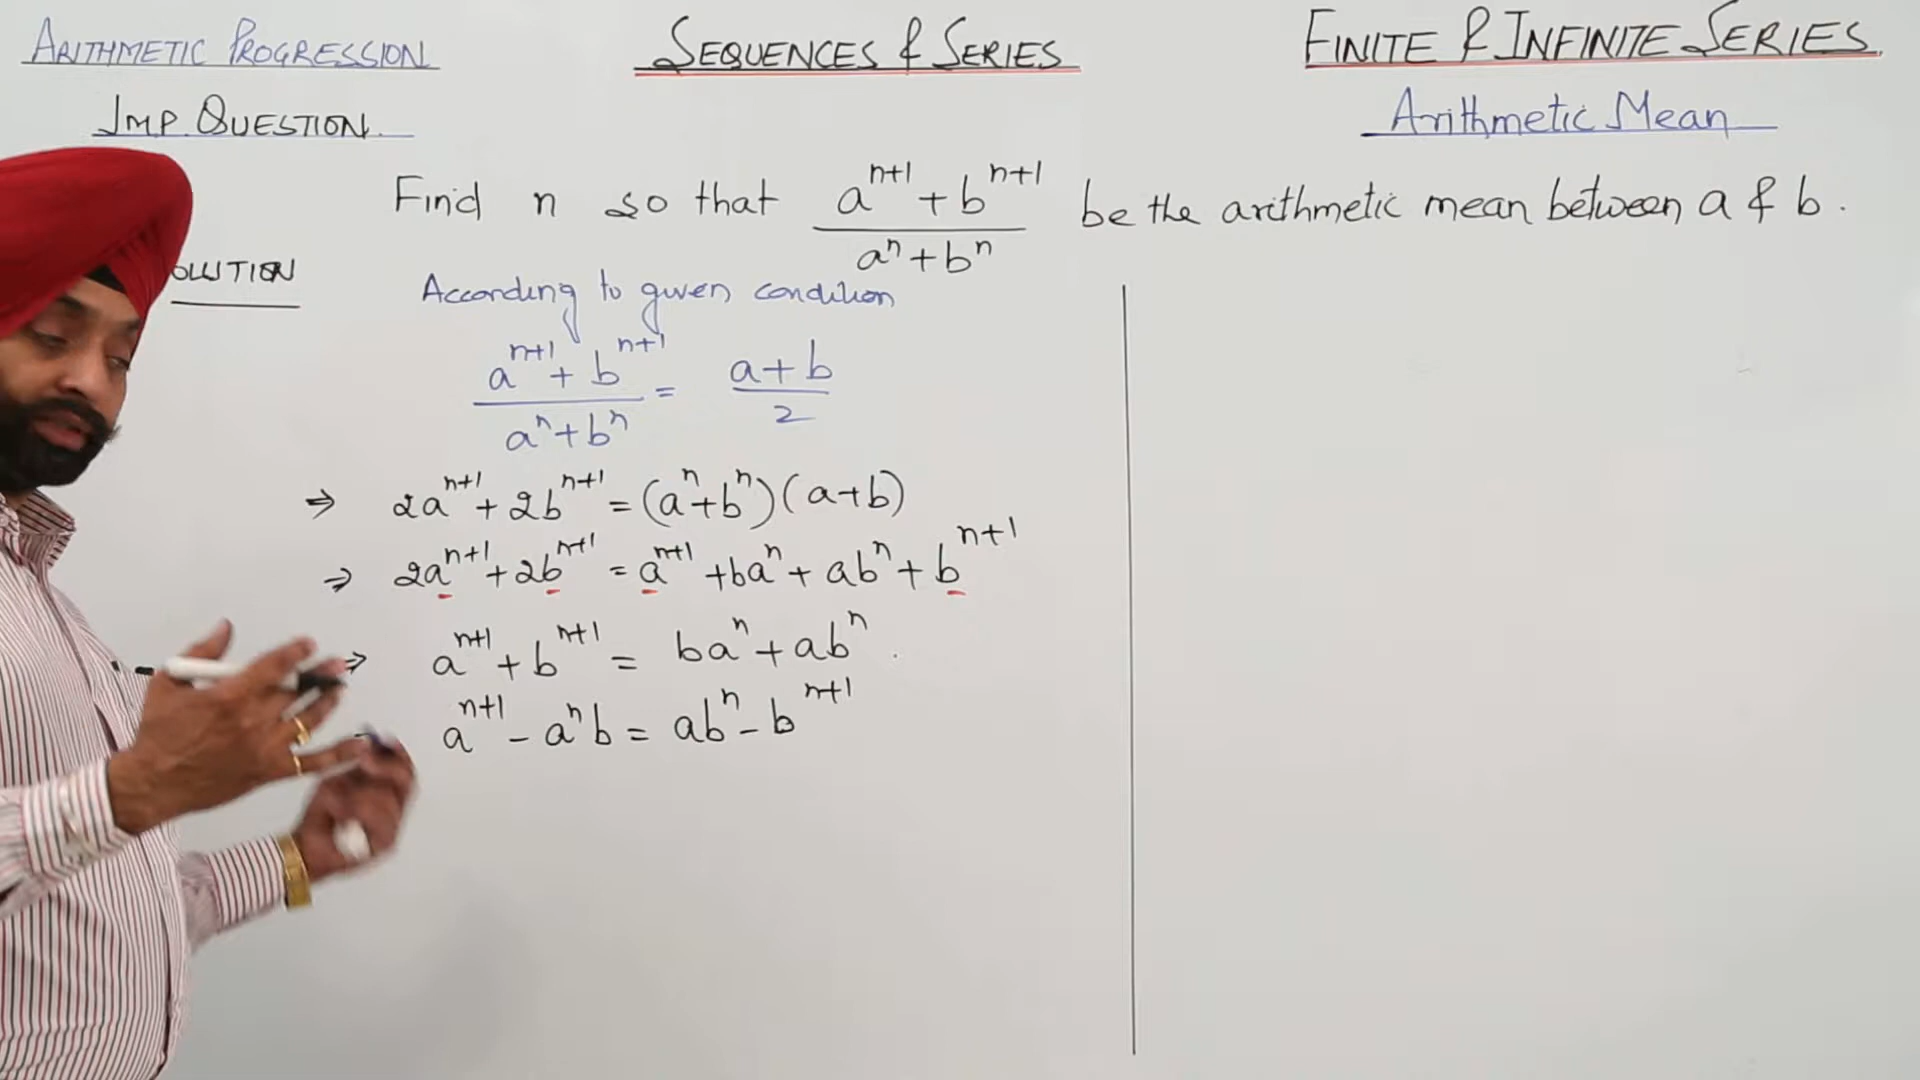 ARITHMETIC PROGRESSION
SEQUENCES & SERIES
FINITE & INFINITE SERIES
IMP. QUESTION.
Arithmetic Mean
Find n so that (a^(n+1) + b^(n+1))/(a^n + b^n) be the arithmetic mean between a & b.
OLUTION
According to given condition
(a^(n+1) + b^(n+1))/(a^n + b^n) = (a+b)/2
⇒ 2a^(n+1) + 2b^(n+1) = (a^n + b^n)(a+b)
⇒ 2a^(n+1) + 2b^(n+1) = a^(n+1) + ba^n + ab^n + b^(n+1)
⇒ a^(n+1) + b^(n+1) = ba^n + ab^n.
a^(n+1) - a^n b = ab^n - b^(n+1)